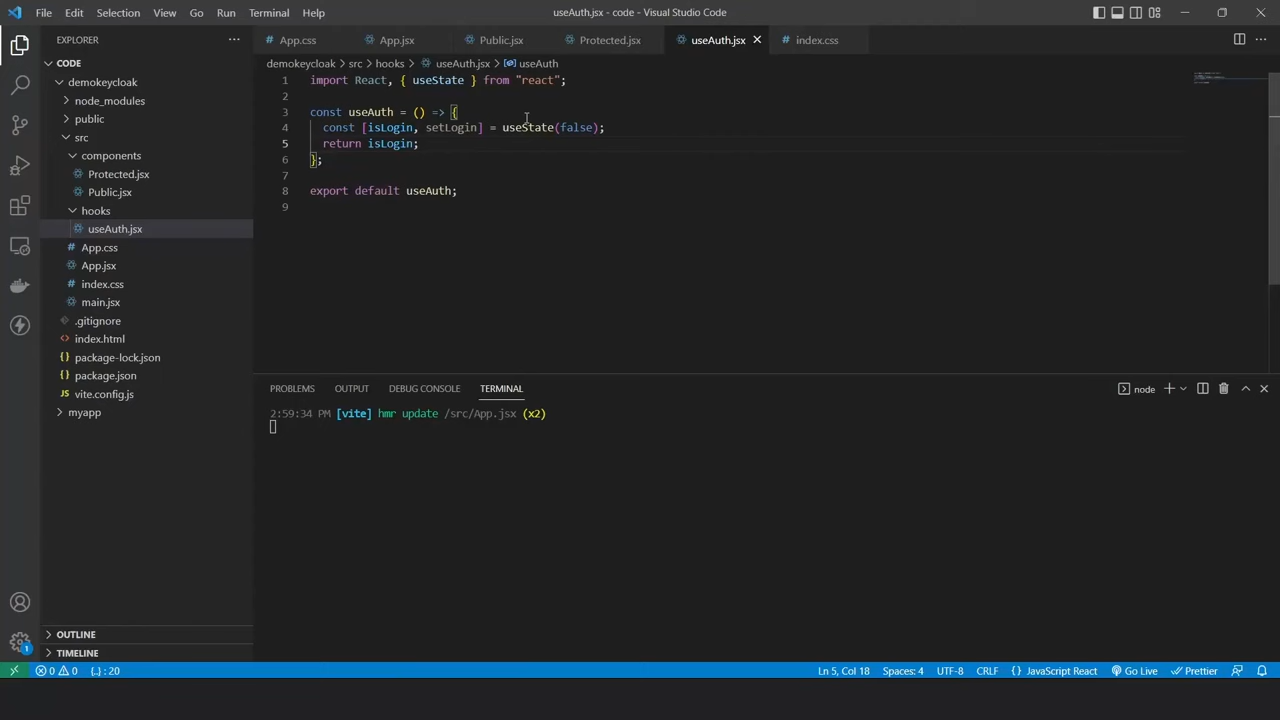 File Edit Selection View Go Run Terminal Help
useAuth.jsx - code - Visual Studio Code
EXPLORER
App.css
App.jsx
Public.jsx
Protected.jsx
useAuth.jsx
index.css
CODE
demokeycloak
node_modules
public
src
components
Protected.jsx
Public.jsx
hooks
useAuth.jsx
App.css
App.jsx
index.css
main.jsx
.gitignore
index.html
package-lock.json
package.json
vite.config.js
myapp
OUTLINE
TIMELINE
demokeycloak > src > hooks > useAuth.jsx > useAuth
1 import React, { useState } from "react";
2
3 const useAuth = () => {
4 const [isLogin, setLogin] = useState(false);
5 return isLogin;
6 };
7
8 export default useAuth;
9
PROBLEMS OUTPUT DEBUG CONSOLE TERMINAL
node
2:59:34 PM [vite] hmr update /src/App.jsx (x2)
1
0 0 {..} : 20
Ln 5, Col 18 Spaces: 4 UTF-8 CRLF {} JavaScript React Go Live Prettier